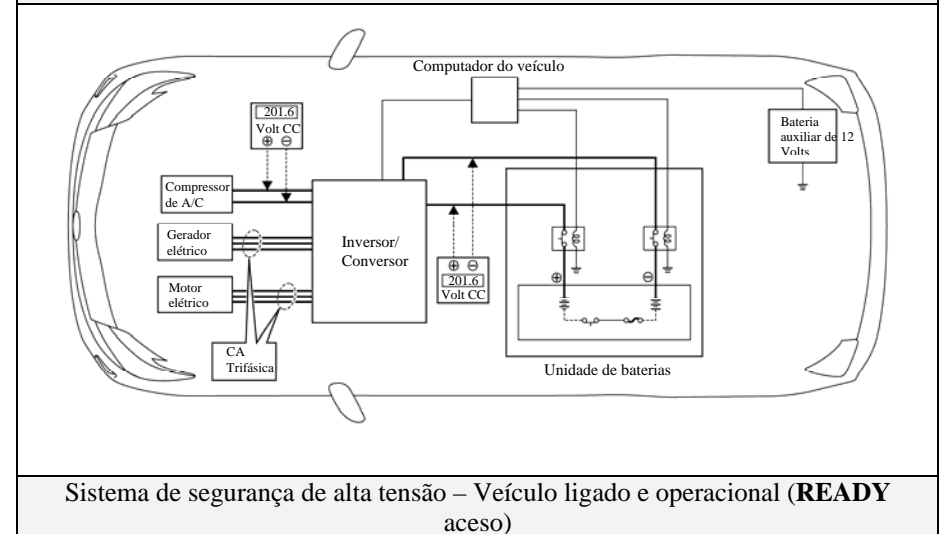 Computador do veículo
201.6
Volt CC
⊕ ⊖
Bateria
auxiliar de 12
Volts
Compressor
de A/C
Gerador
elétrico
Inversor/
Conversor
Motor
elétrico
⊕ ⊖
201.6
Volt CC
⊕ ⊖
CA
Trifásica
Unidade de baterias
Sistema de segurança de alta tensão – Veículo ligado e operacional (READY
aceso)